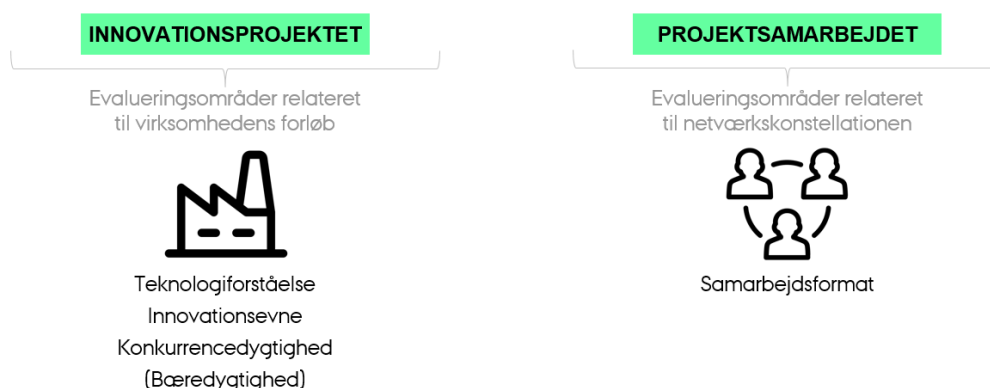 INNOVATIONSPROJEKTET
Evalueringsområder relateret
til virksomhedens forløb
Teknologiforståelse
Innovationsevne
Konkurrencedygtighed
(Bæredygtighed)
PROJEKTSAMARBEJDET
Evalueringsområder relateret
til netværkskonstellationen
Samarbejdsformat